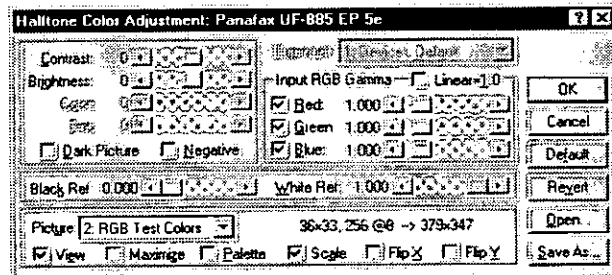 Halftone Color Adjustment: Panafax UF-885 EP 5e
Contrast: 0
Brightness: 0
Color: 0
Tint: 0
Dark Picture Negative
1: Device's Default
Input RGB Gamma Linear=1.0
Red: 1.000
Green 1.000
Blue: 1.000
OK
Cancel
Default
Revert
Open...
Save As...
Black Ref 0.000 White Ref: 1.000
Picture 2: RGB Test Colors 36x33, 256 @8 -> 379x347
View Maximize Palette Scale Flip X Flip Y